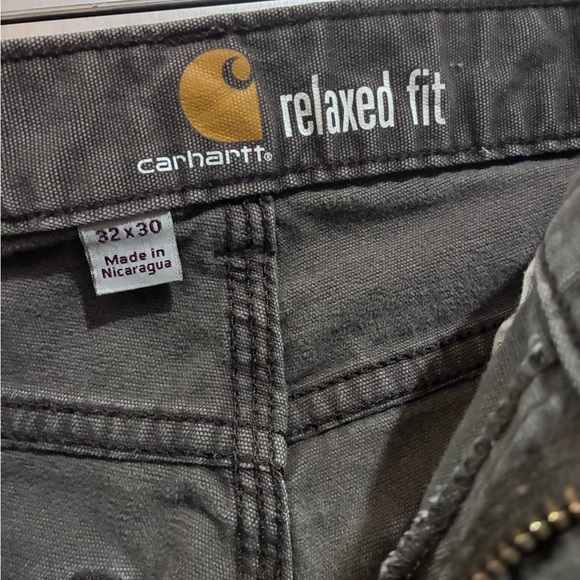 carhartt®
relaxed fit
32 x 30
Made in
Nicaragua